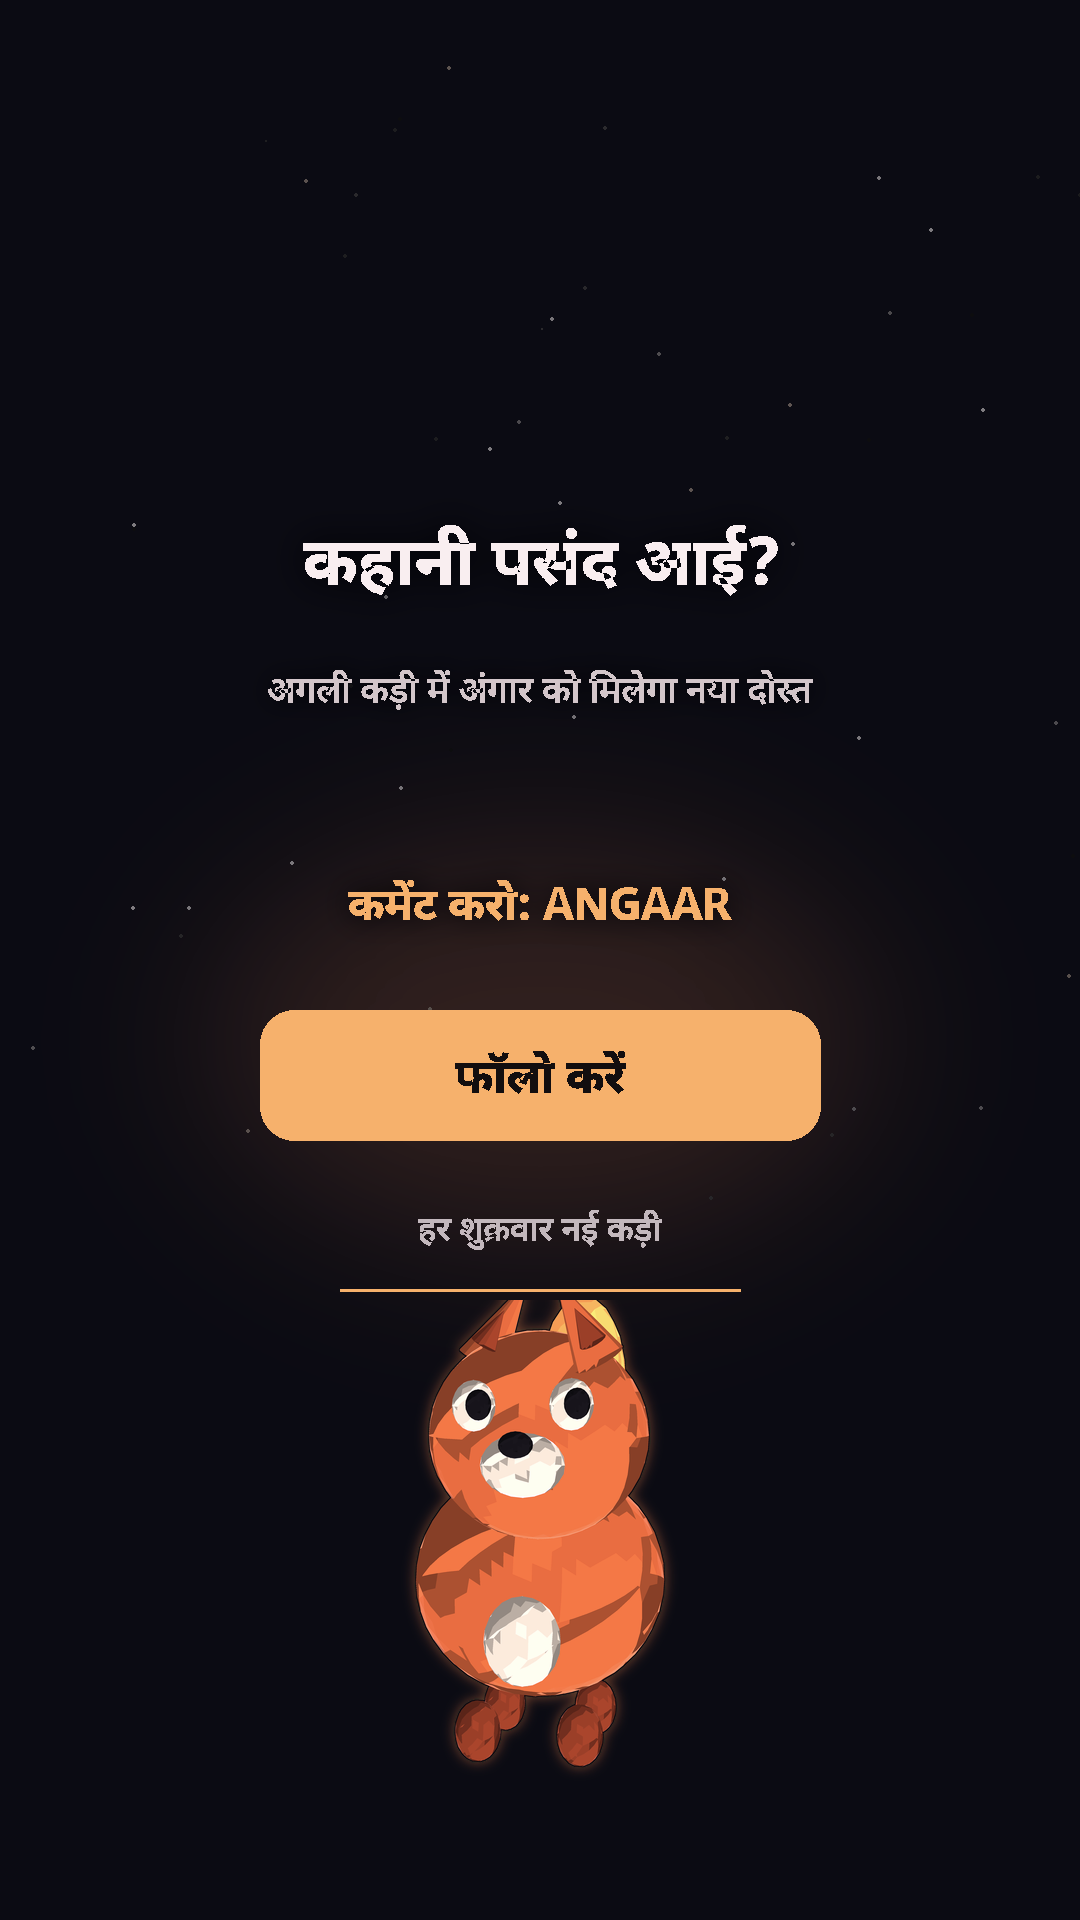 कहानी पसंद आई?
अगली कड़ी में अंगार को मिलेगा नया दोस्त
कमेंट करो: ANGAAR
फॉलो करें
हर शुक्रवार नई कड़ी